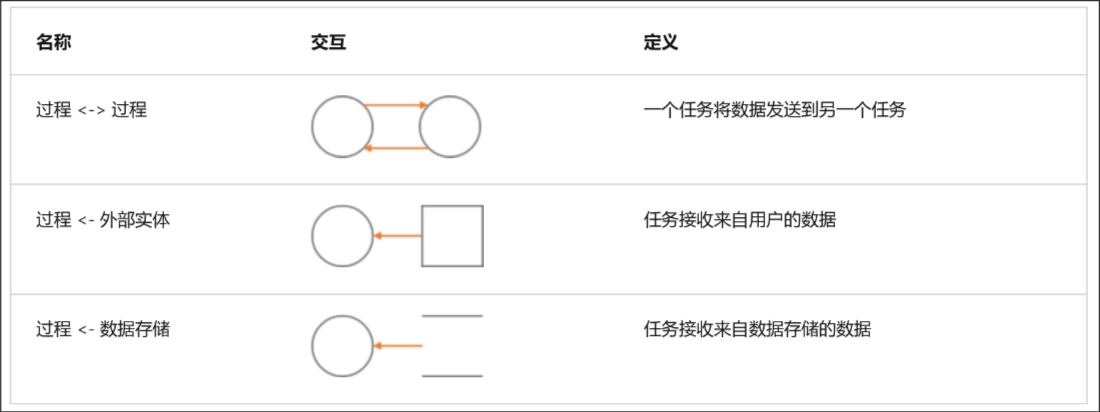 名称 交互 定义
过程 <-> 过程 一个任务将数据发送到另一个任务
过程 <- 外部实体 任务接收来自用户的数据
过程 <- 数据存储 任务接收来自数据存储的数据